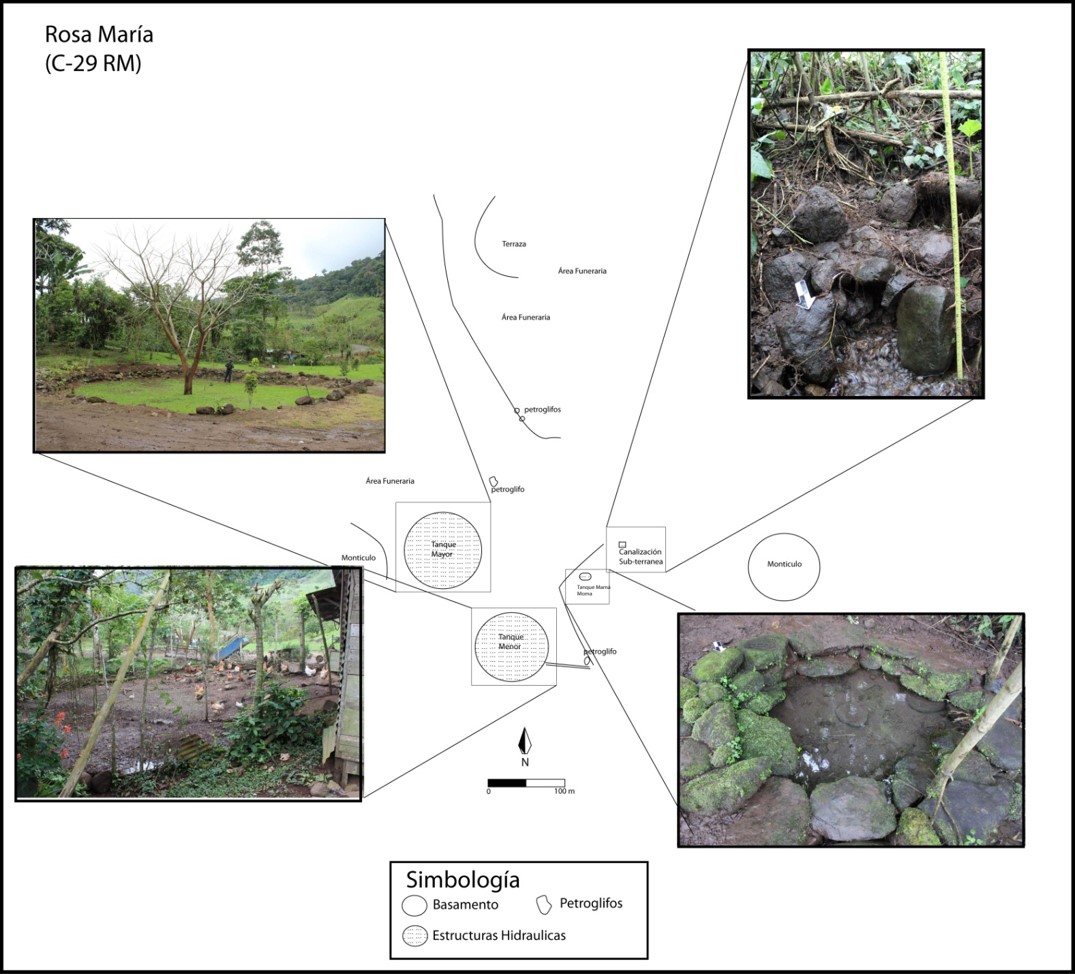 Rosa María
(C-29 RM)
Terraza
Área Funeraria
Área Funeraria
petroglifos
Área Funeraria
petroglifo
Tanque
Mayor
Monticulo
Canalización
Sub-terranea
Monticulo
Tanque Mama
Moma
Tanque
Menor
petroglifo
N
0 100 m
Simbología
Basamento
Petroglifos
Estructuras Hidraulicas